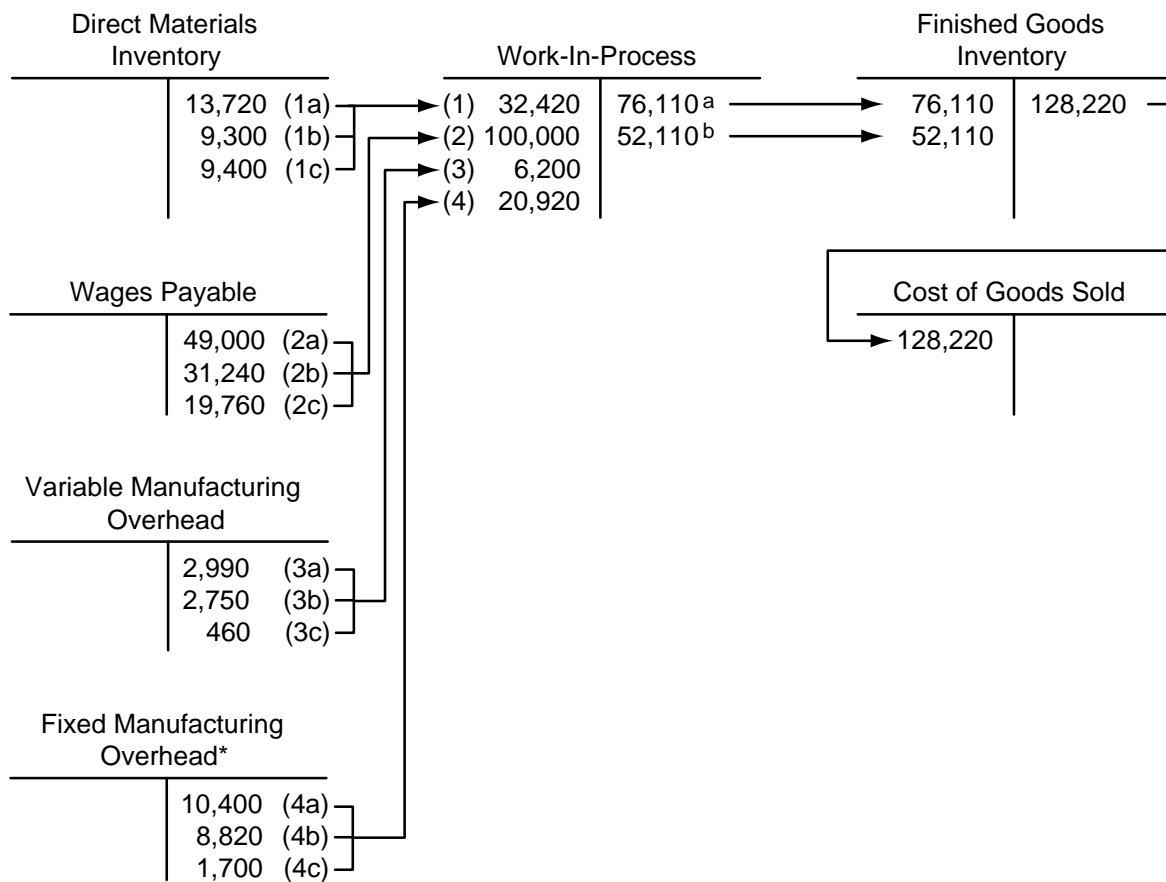 Direct Materials
Inventory
13,720 (1a)
9,300 (1b)
9,400 (1c)
Work-In-Process
(1) 32,420 76,110 a
(2) 100,000 52,110 b
(3) 6,200
(4) 20,920
Finished Goods
Inventory
76,110 128,220
52,110
Wages Payable
49,000 (2a)
31,240 (2b)
19,760 (2c)
Cost of Goods Sold
128,220
Variable Manufacturing
Overhead
2,990 (3a)
2,750 (3b)
460 (3c)
Fixed Manufacturing
Overhead*
10,400 (4a)
8,820 (4b)
1,700 (4c)